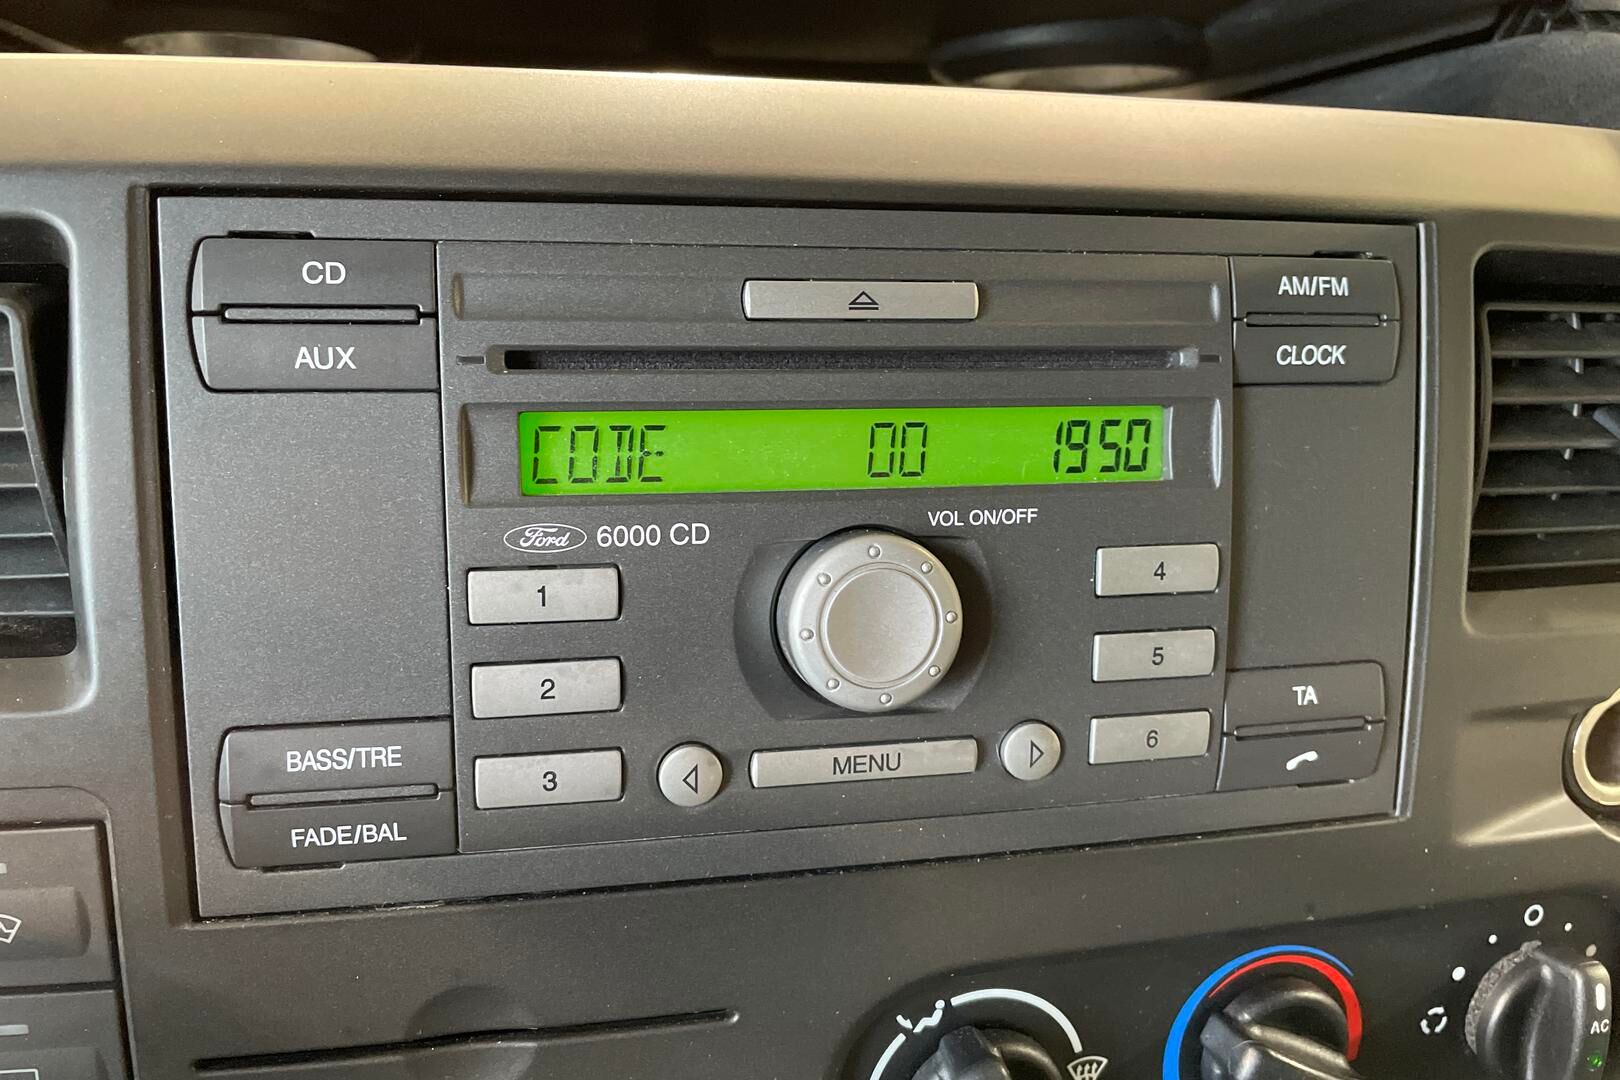 CD
AUX
AM/FM
CLOCK
CODE 00 1950
Ford 6000 CD
VOL ON/OFF
1
2
3
4
5
6
MENU
BASS/TRE
FADE/BAL
TA
AC